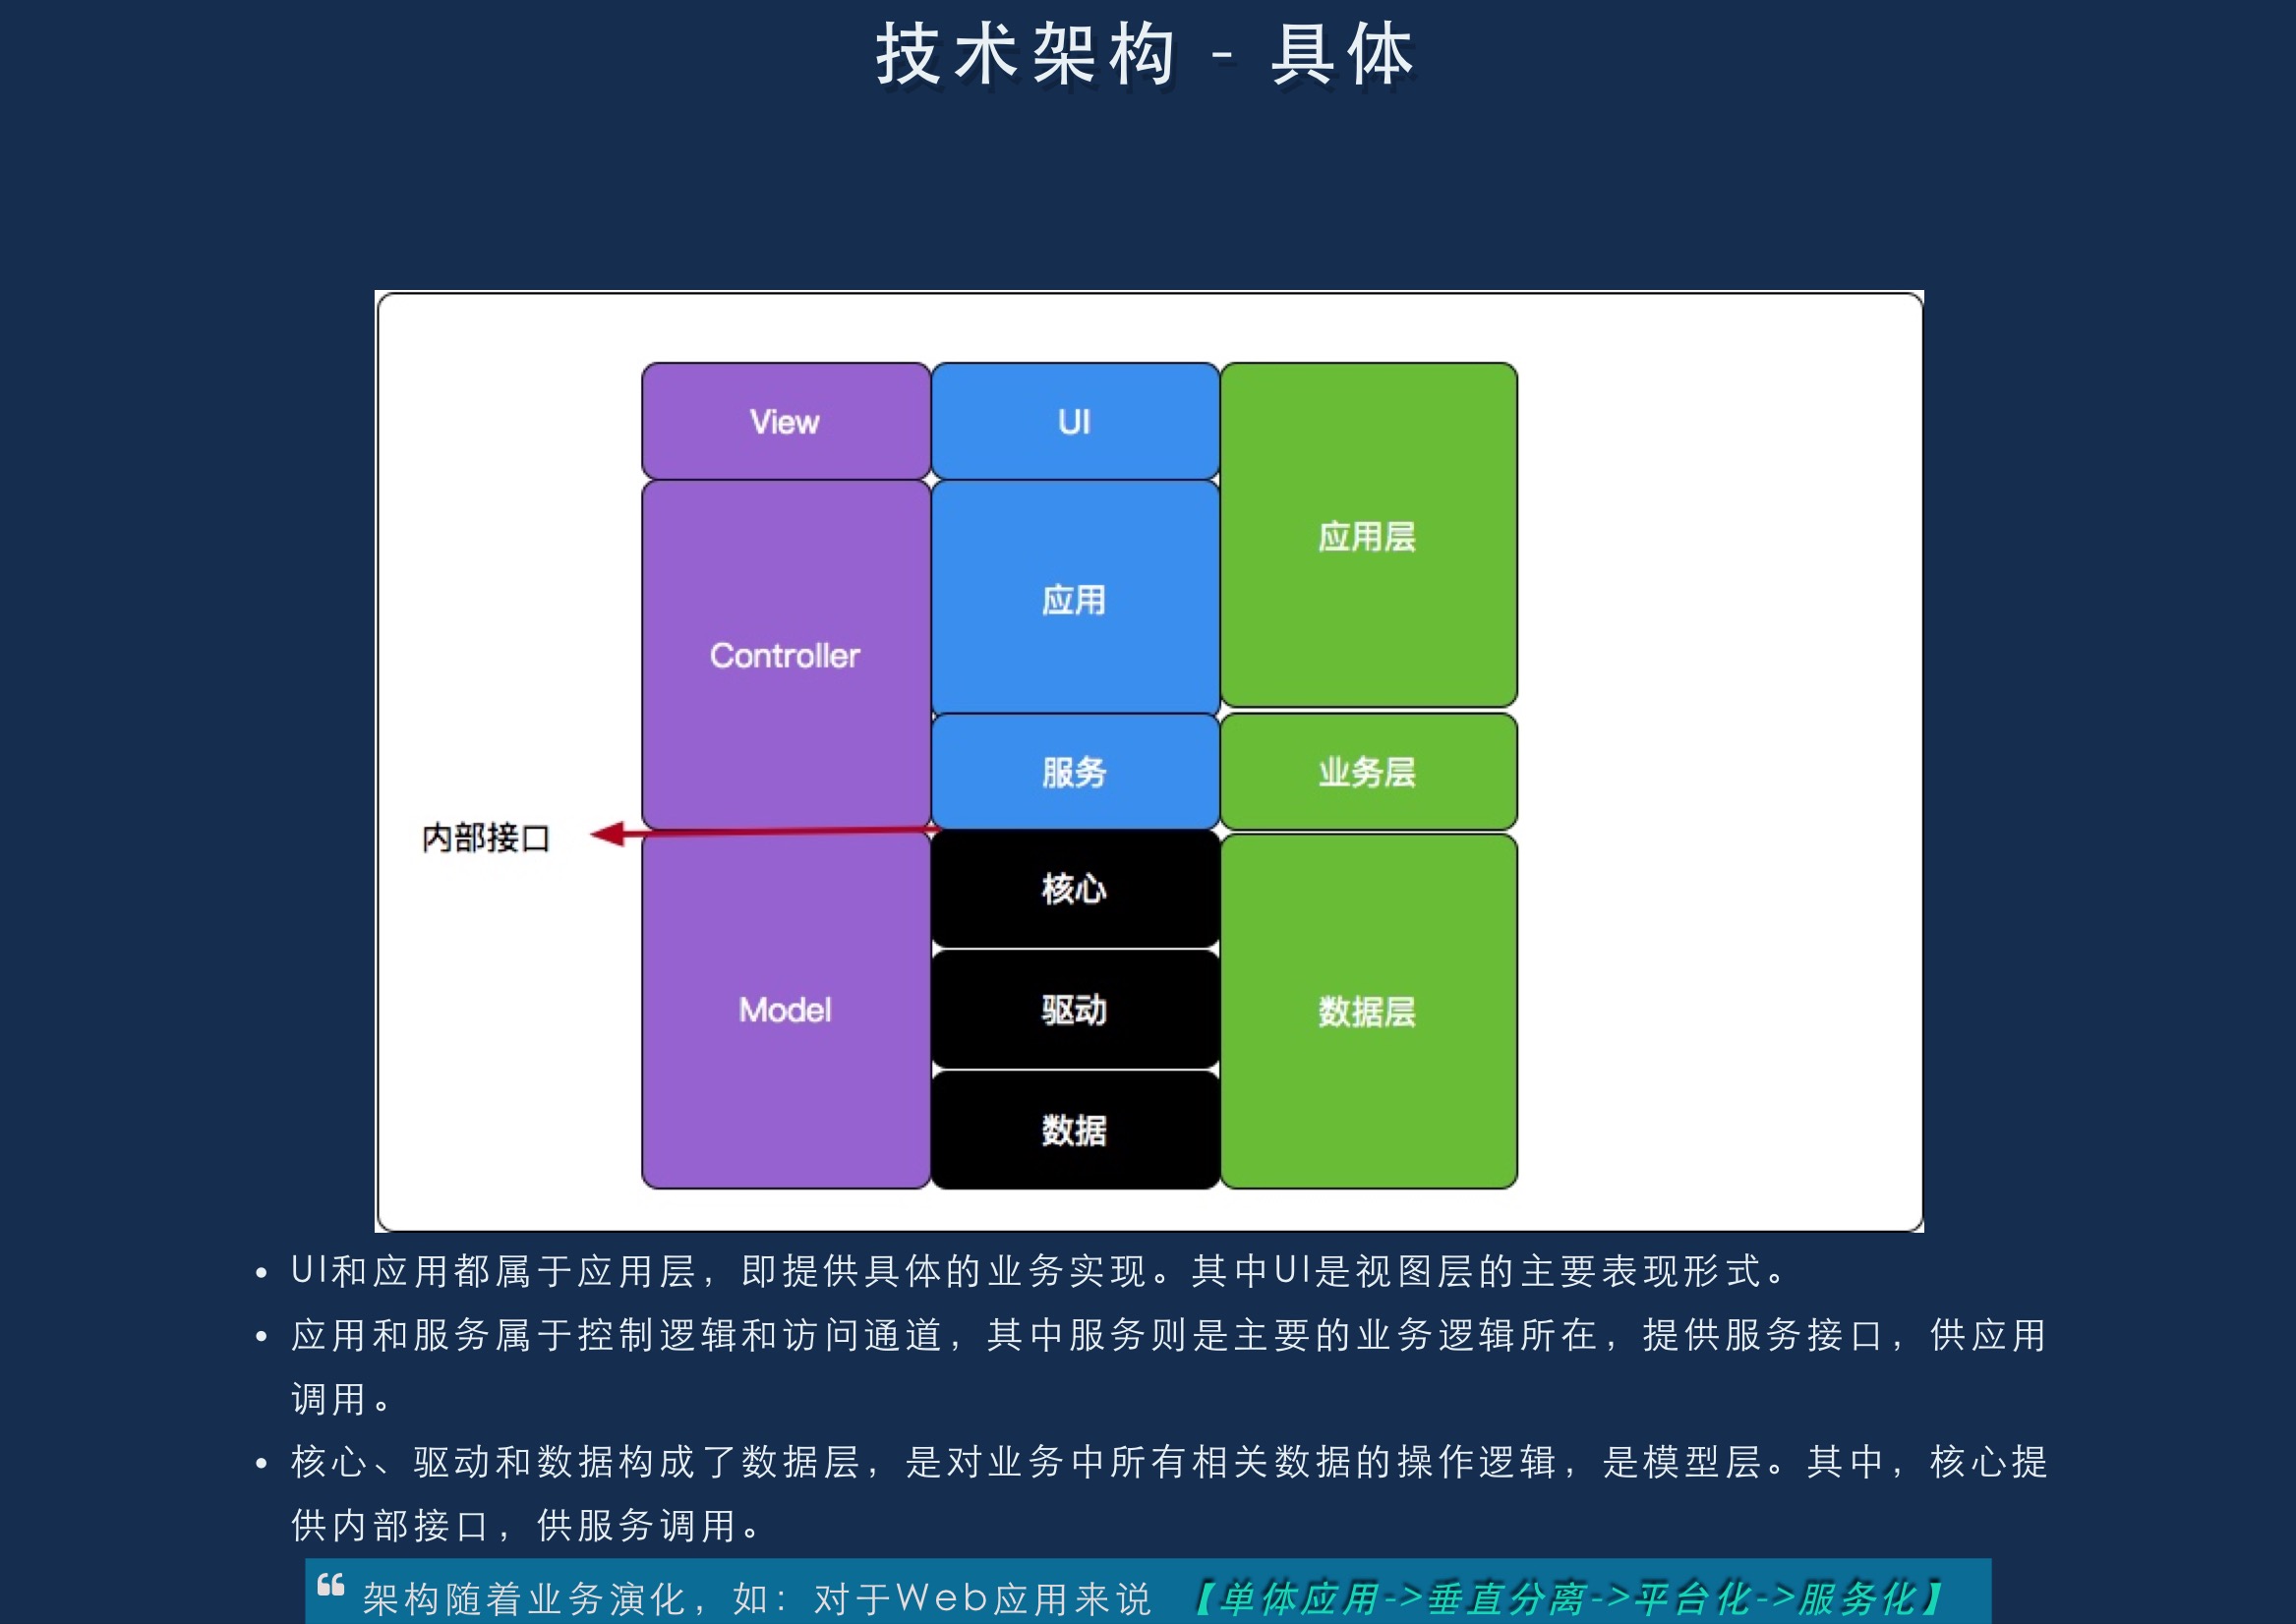 技术架构 - 具体
View
UI
应用层
应用
Controller
服务
业务层
内部接口
核心
Model
驱动
数据层
数据
• UI和应用都属于应用层，即提供具体的业务实现。其中UI是视图层的主要表现形式。
• 应用和服务属于控制逻辑和访问通道，其中服务则是主要的业务逻辑所在，提供服务接口，供应用
调用。
• 核心、驱动和数据构成了数据层，是对业务中所有相关数据的操作逻辑，是模型层。其中，核心提
供内部接口，供服务调用。
“ 架构随着业务演化，如：对于Web应用来说 【单体应用->垂直分离->平台化->服务化】